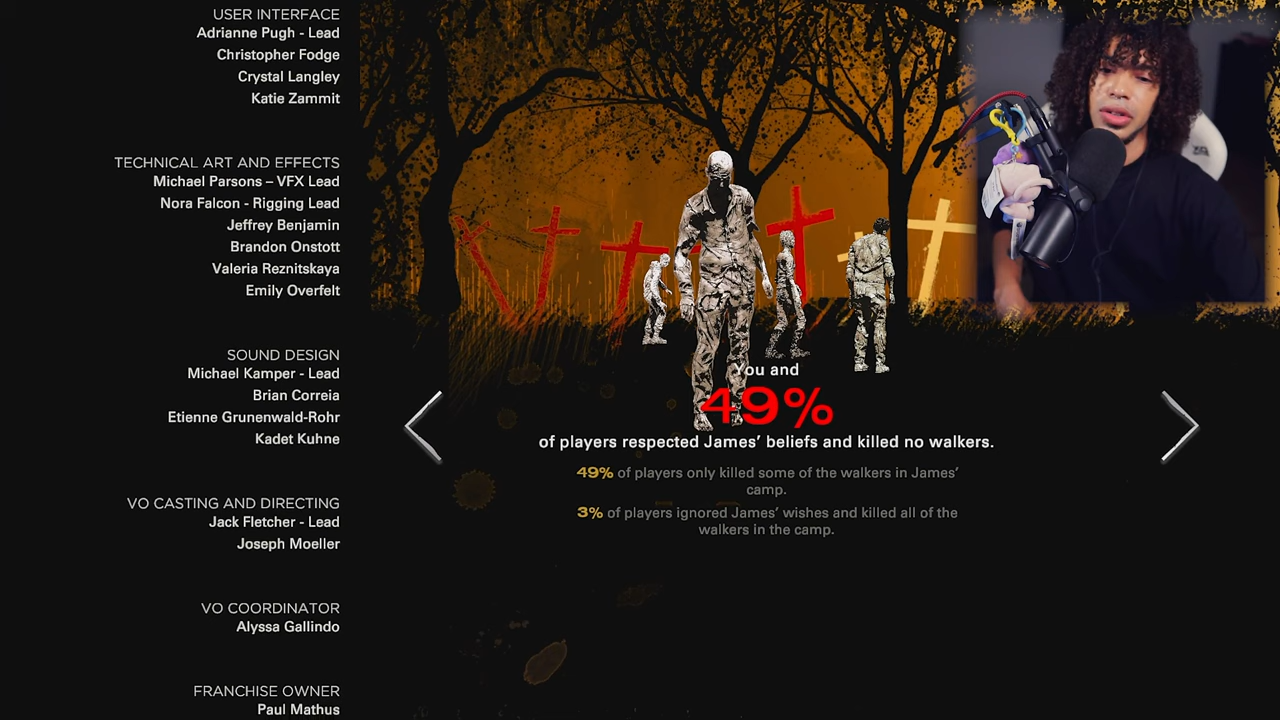 USER INTERFACE
Adrianne Pugh - Lead
Christopher Fodge
Crystal Langley
Katie Zammit
TECHNICAL ART AND EFFECTS
Michael Parsons – VFX Lead
Nora Falcon - Rigging Lead
Jeffrey Benjamin
Brandon Onstott
Valeria Reznitskaya
Emily Overfelt
SOUND DESIGN
Michael Kamper - Lead
Brian Correia
Etienne Grunenwald-Rohr
Kadet Kuhne
VO CASTING AND DIRECTING
Jack Fletcher - Lead
Joseph Moeller
VO COORDINATOR
Alyssa Gallindo
FRANCHISE OWNER
Paul Mathus
You and
49%
of players respected James' beliefs and killed no walkers.
49% of players only killed some of the walkers in James'
camp.
3% of players ignored James' wishes and killed all of the
walkers in the camp.